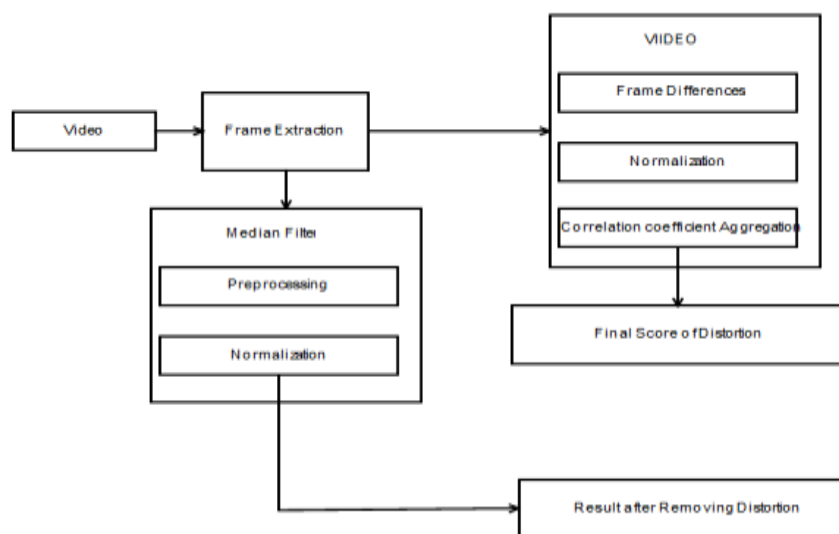 VIIDEO
Frame Differences
Video
Frame Extraction
Normalization
Median Filter
Correlation coefficient Aggregation
Preprocessing
Final Score of Distortion
Normalization
Result after Removing Distortion